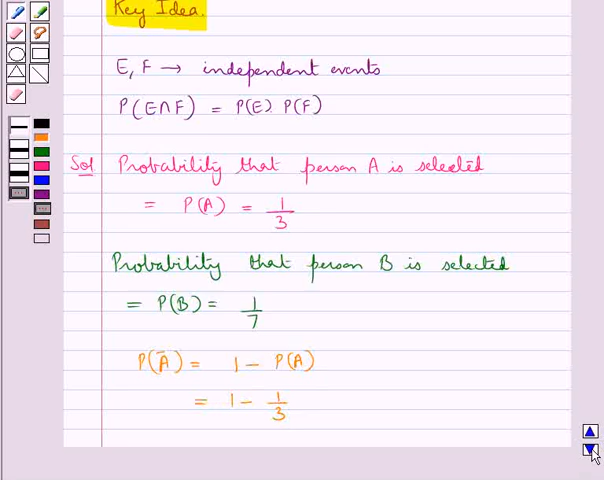 Key Idea.
E, F → independent events
P(E∩F) = P(E) P(F)
Sol Probability that person A is selected
= P(A) = 1/3
Probability that person B is selected
= P(B) = 1/7
P(Ā) = 1 - P(A)
= 1 - 1/3